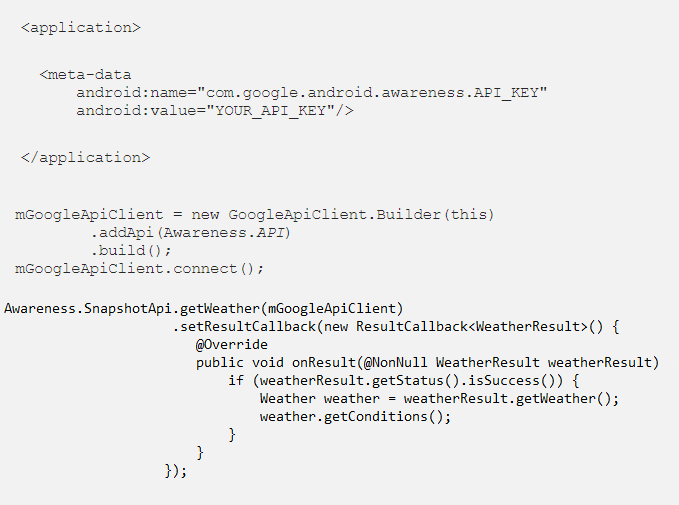 <application>
<meta-data
android:name="com.google.android.awareness.API_KEY"
android:value="YOUR_API_KEY"/>
</application>
mGoogleApiClient = new GoogleApiClient.Builder(this)
.addApi(Awareness.API)
.build();
mGoogleApiClient.connect();
Awareness.SnapshotApi.getWeather(mGoogleApiClient)
.setResultCallback(new ResultCallback<WeatherResult>() {
@Override
public void onResult(@NonNull WeatherResult weatherResult)
if (weatherResult.getStatus().isSuccess()) {
Weather weather = weatherResult.getWeather();
weather.getConditions();
}
}
});